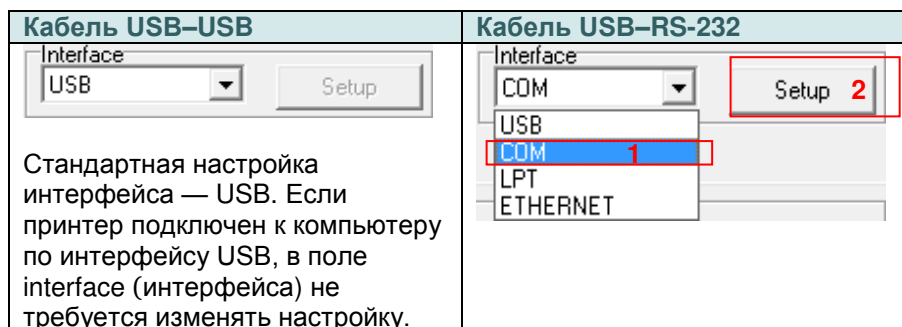 Кабель USB–USB
Interface
USB
Setup
Стандартная настройка
интерфейса — USB. Если
принтер подключен к компьютеру
по интерфейсу USB, в поле
interface (интерфейса) не
требуется изменять настройку.
Кабель USB–RS-232
Interface
COM
Setup 2
USB
COM 1
LPT
ETHERNET